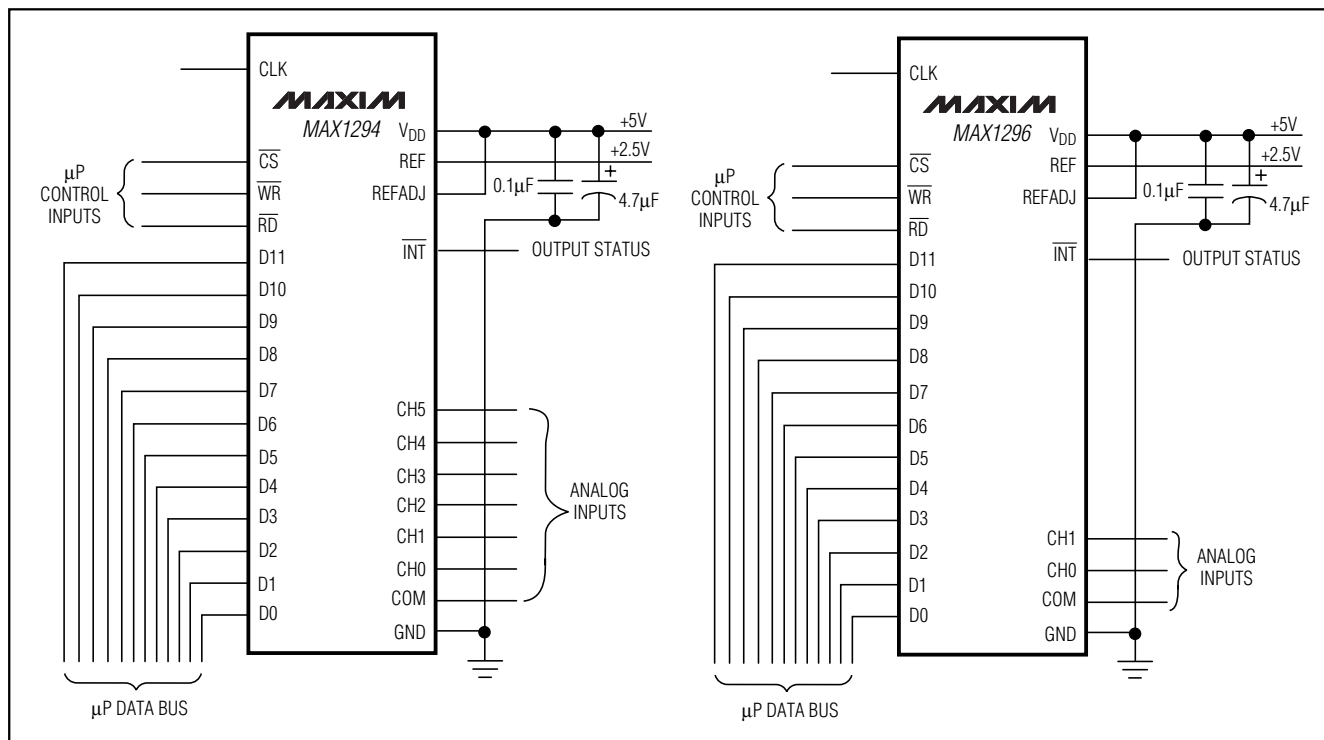 CLK
MAXIM
MAX1294
VDD
+5V
REF
+2.5V
REFADJ
0.1μF
+
4.7μF
μP
CONTROL
INPUTS
CS
WR
RD
INT
OUTPUT STATUS
D11
D10
D9
D8
D7
D6
D5
D4
D3
D2
D1
D0
CH5
CH4
CH3
CH2
CH1
CH0
COM
GND
ANALOG
INPUTS
μP DATA BUS
CLK
MAXIM
MAX1296
VDD
+5V
REF
+2.5V
REFADJ
0.1μF
+
4.7μF
μP
CONTROL
INPUTS
CS
WR
RD
INT
OUTPUT STATUS
D11
D10
D9
D8
D7
D6
D5
D4
D3
D2
D1
D0
CH1
CH0
COM
GND
ANALOG
INPUTS
μP DATA BUS